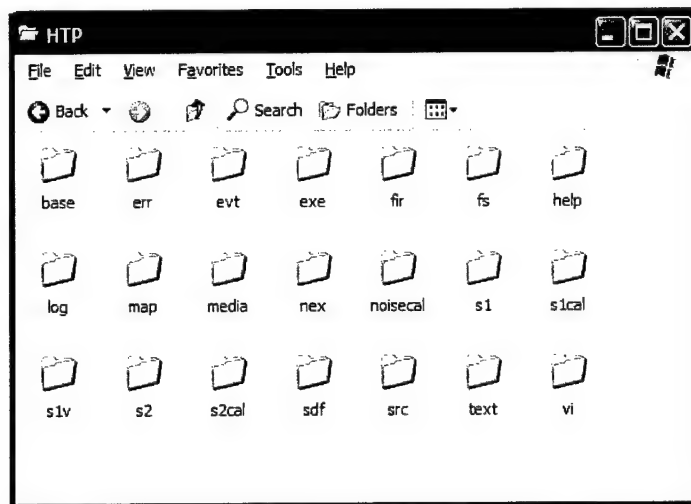 HTP
File Edit View Favorites Tools Help
Back Search Folders
base err evt exe fir fs help
log map media nex noisecal s1 s1cal
s1v s2 s2cal sdf src text vi